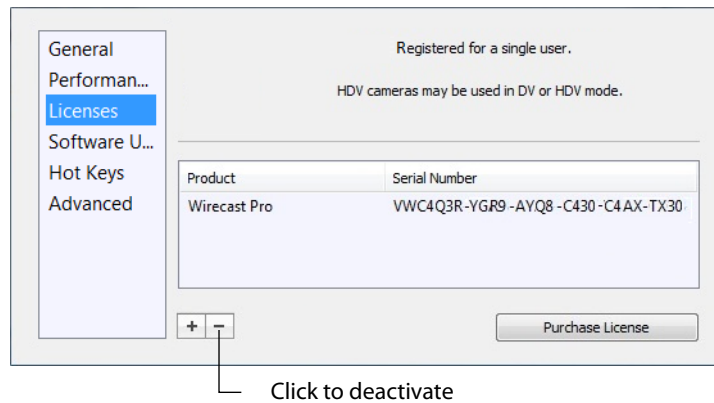 General
Performan...
Licenses
Software U...
Hot Keys
Advanced
Registered for a single user.
HDV cameras may be used in DV or HDV mode.
Product Serial Number
Wirecast Pro VWC4Q3R-YGR9-AYQ8-C430-C4AX-TX30
+ −
Purchase License
Click to deactivate